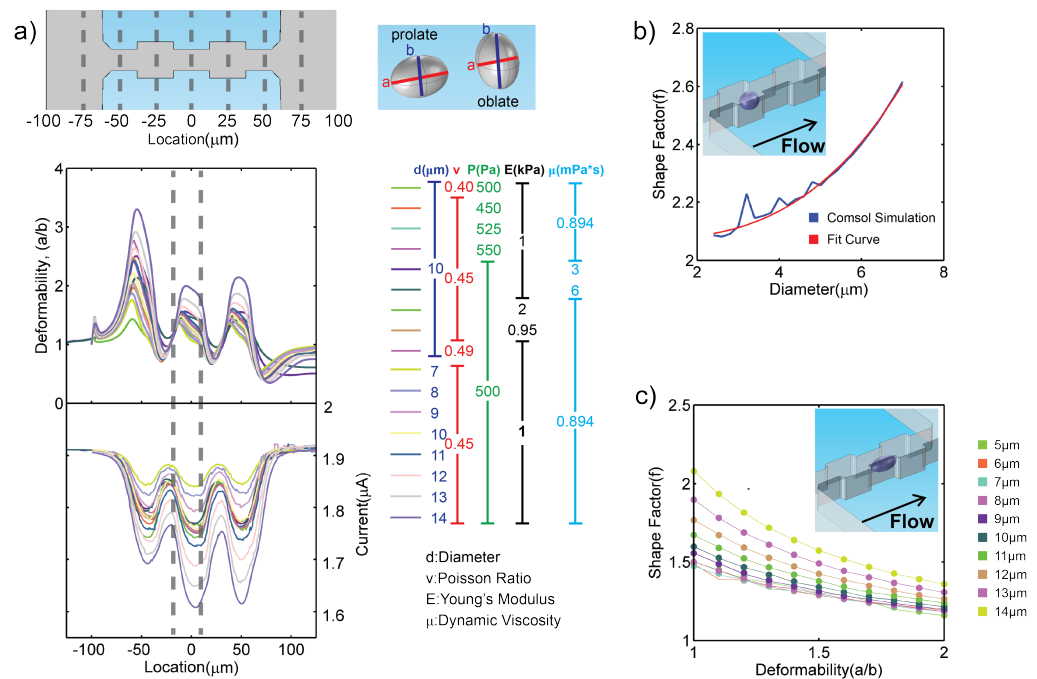 a)
-100 -75 -50 -25 0 25 50 75 100
Location(μm)
prolate
b
a
b
a
oblate
4
3
2
1
0
Deformability, (a/b)
2
1.9
1.8
1.7
1.6
Current(μA)
-100 -50 0 50 100
Location(μm)
d(μm) v P(Pa) E(kPa) μ(mPa*s)
0.40 500
450
525
550
10
0.45
0.49
1
2
0.95
0.894
3
6
7
8
9
10
11
12
13
14
0.45
500
1
0.894
d:Diameter
v:Poisson Ratio
E:Young's Modulus
μ:Dynamic Viscosity
b)
2.8
2.6
2.4
2.2
2
Shape Factor(f)
Flow
Comsol Simulation
Fit Curve
2 4 6 8
Diameter(μm)
c)
2.5
2
1.5
1
Shape Factor(f)
Flow
1 1.5 2
Deformability(a/b)
5μm
6μm
7μm
8μm
9μm
10μm
11μm
12μm
13μm
14μm